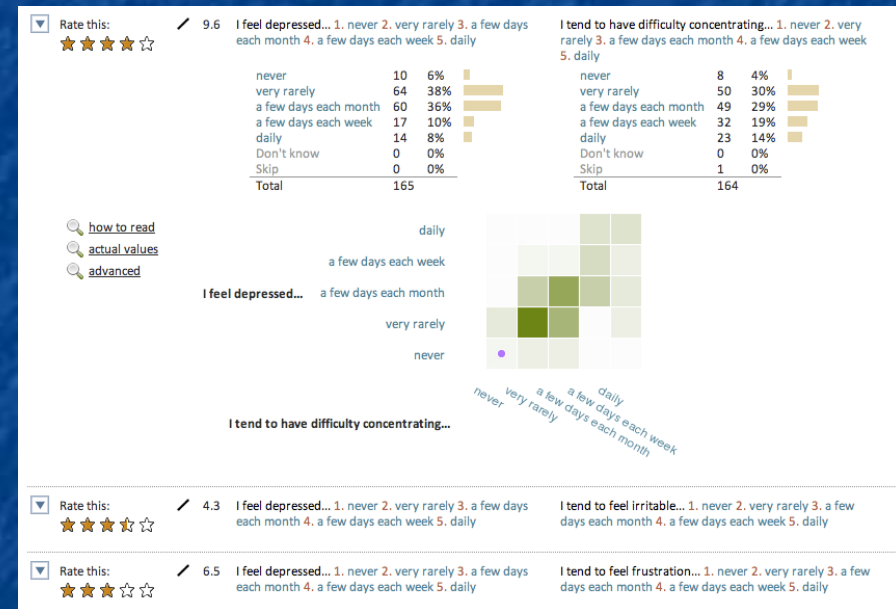 Rate this:
9.6
I feel depressed... 1. never 2. very rarely 3. a few days
each month 4. a few days each week 5. daily
I tend to have difficulty concentrating... 1. never 2. very
rarely 3. a few days each month 4. a few days each week
5. daily
never 10 6%
very rarely 64 38%
a few days each month 60 36%
a few days each week 17 10%
daily 14 8%
Don't know 0 0%
Skip 0 0%
Total 165
never 8 4%
very rarely 50 30%
a few days each month 49 29%
a few days each week 32 19%
daily 23 14%
Don't know 0 0%
Skip 1 0%
Total 164
how to read
actual values
advanced
I feel depressed...
daily
a few days each week
a few days each month
very rarely
never
never
very rarely
a few days each month
a few days each week
daily
I tend to have difficulty concentrating...
Rate this:
4.3
I feel depressed... 1. never 2. very rarely 3. a few days
each month 4. a few days each week 5. daily
I tend to feel irritable... 1. never 2. very rarely 3. a few
days each month 4. a few days each week 5. daily
Rate this:
6.5
I feel depressed... 1. never 2. very rarely 3. a few days
each month 4. a few days each week 5. daily
I tend to feel frustration... 1. never 2. very rarely 3. a few
days each month 4. a few days each week 5. daily